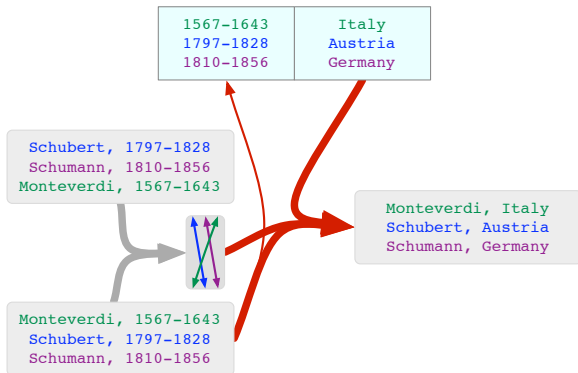 1567-1643 Italy
1797-1828 Austria
1810-1856 Germany
Schubert, 1797-1828
Schumann, 1810-1856
Monteverdi, 1567-1643
Monteverdi, Italy
Schubert, Austria
Schumann, Germany
Monteverdi, 1567-1643
Schubert, 1797-1828
Schumann, 1810-1856